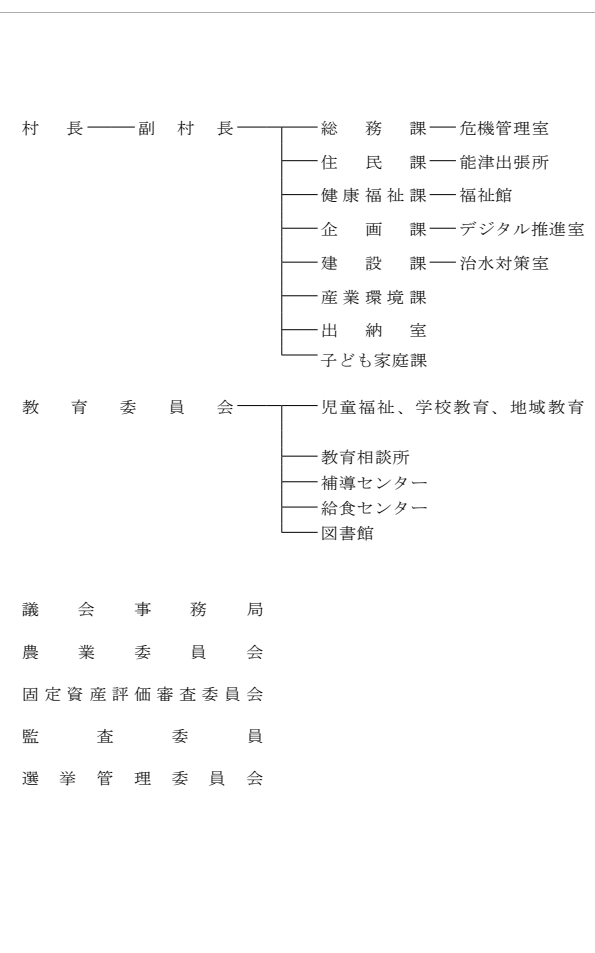 村長 副村長 総務課 危機管理室
住民課 能津出張所
健康福祉課 福祉館
企画課 デジタル推進室
建設課 治水対策室
産業環境課
出納室
子ども家庭課
教育委員会 児童福祉、学校教育、地域教育
教育相談所
補導センター
給食センター
図書館
議会事務局
農業委員会
固定資産評価審査委員会
監査委員
選挙管理委員会